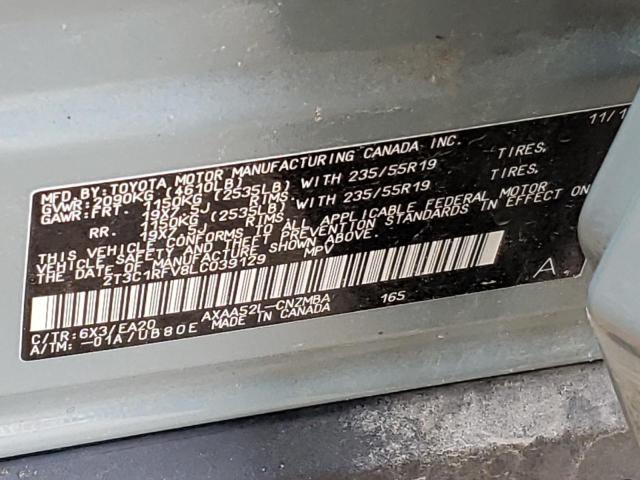 MFD. BY: TOYOTA MOTOR MANUFACTURING CANADA INC. 11/1
GVWR: 2090KG (4610LB)
GAWR: FRT. 1150KG (2535LB) WITH 235/55R19 TIRES.
19X7.5J RIMS
RR. 1150KG (2535LB) WITH 235/55R19 TIRES.
19X7.5J RIMS
THIS VEHICLE CONFORMS TO ALL APPLICABLE FEDERAL MOTOR
VEHICLE SAFETY AND THEFT PREVENTION STANDARDS IN EFFECT ON
THE DATE OF MANUFACTURE SHOWN ABOVE.
2T3C1RFV8LC039129 MPV
A
C/TR: 6X3/EA20 AXAA52L-CNZMBA 165
A/TM: -01A/UB80E MADE IN CANADA